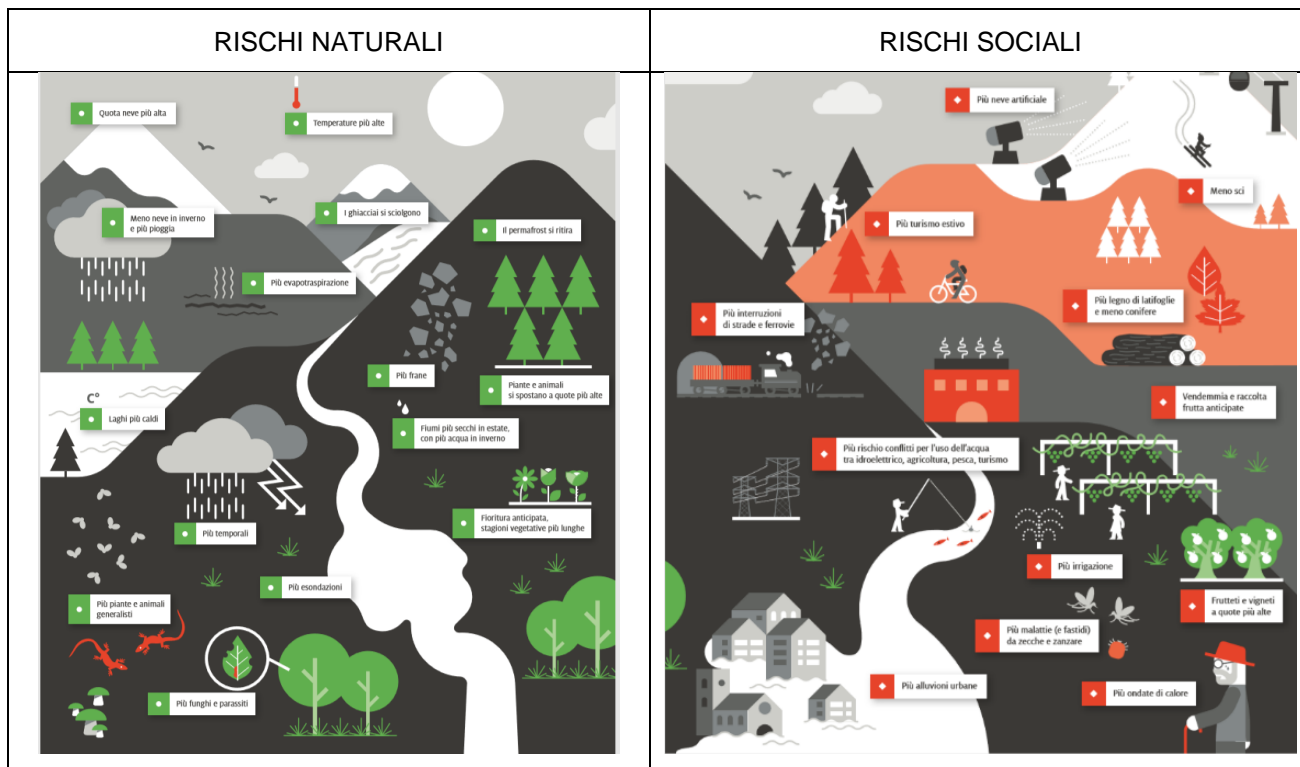 RISCHI NATURALI
Quota neve più alta
Temperature più alte
Meno neve in inverno
e più pioggia
I ghiacciai si sciolgono
Il permafrost si ritira
Più evapotraspirazione
Più frane
Piante e animali
si spostano a quote più alte
C°
Laghi più caldi
Fiumi più secchi in estate,
con più acqua in inverno
Più temporali
Fioritura anticipata,
stagioni vegetative più lunghe
Più esondazioni
Più piante e animali
generalisti
Più funghi e parassiti
RISCHI SOCIALI
Più neve artificiale
Meno sci
Più turismo estivo
Più interruzioni
di strade e ferrovie
Più legno di latifoglie
e meno conifere
Vendemmia e raccolta
frutta anticipate
Più rischio conflitti per l'uso dell'acqua
tra idroelettrico, agricoltura, pesca, turismo
Più irrigazione
Frutteti e vigneti
a quote più alte
Più malattie (e fastidi)
da zecche e zanzare
Più alluvioni urbane
Più ondate di calore